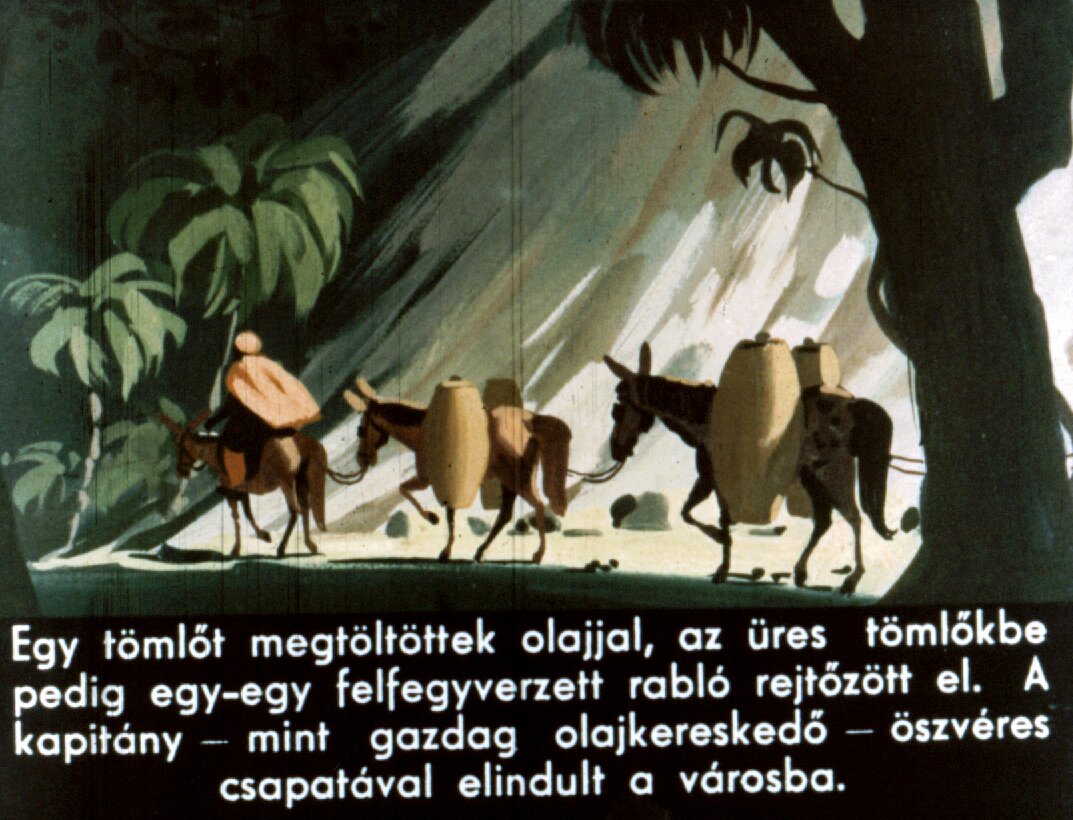 Egy tömlőt megtöltöttek olajjal, az üres tömlőkbe
pedig egy-egy felfegyverzett rabló rejtőzött el. A
kapitány — mint gazdag olajkereskedő — öszvéres
csapatával elindult a városba.